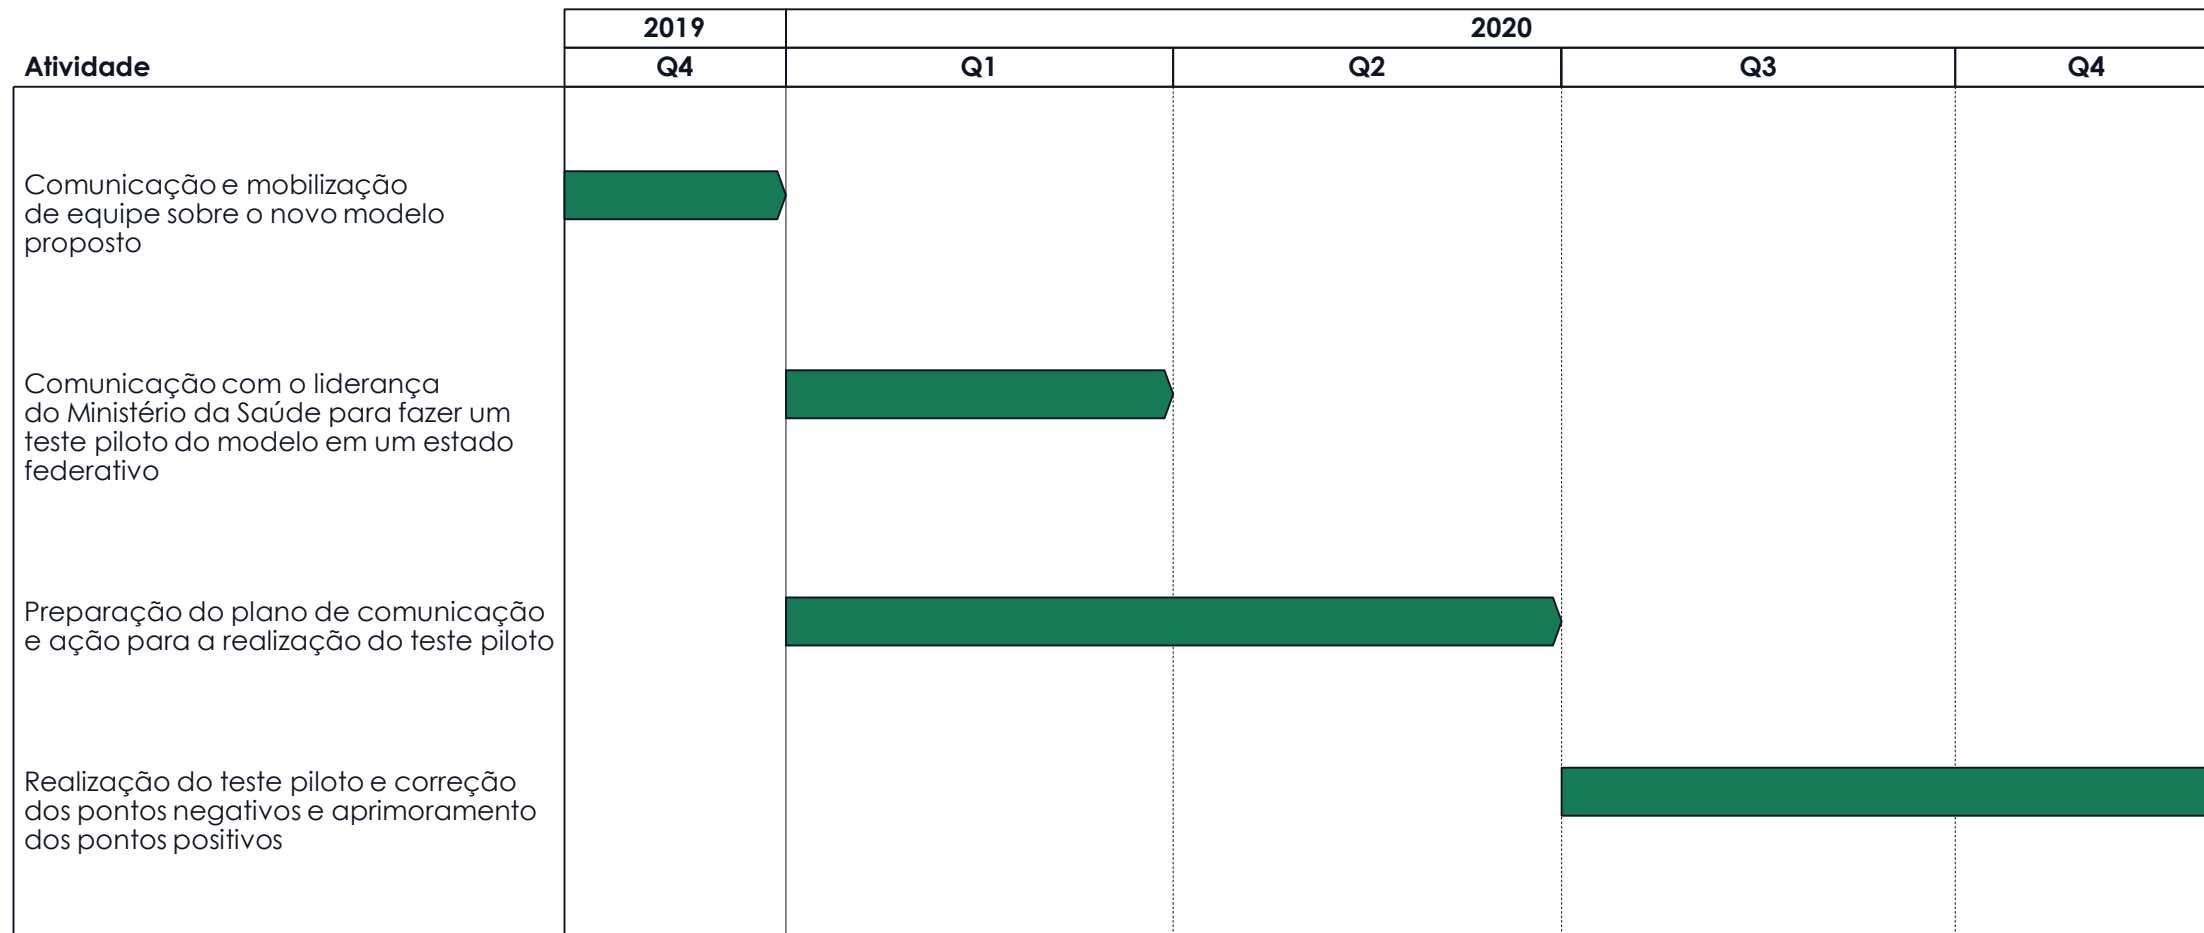 2019 2020
Atividade Q4 Q1 Q2 Q3 Q4
Comunicação e mobilização
de equipe sobre o novo modelo
proposto
Comunicação com o liderança
do Ministério da Saúde para fazer um
teste piloto do modelo em um estado
federativo
Preparação do plano de comunicação
e ação para a realização do teste piloto
Realização do teste piloto e correção
dos pontos negativos e aprimoramento
dos pontos positivos